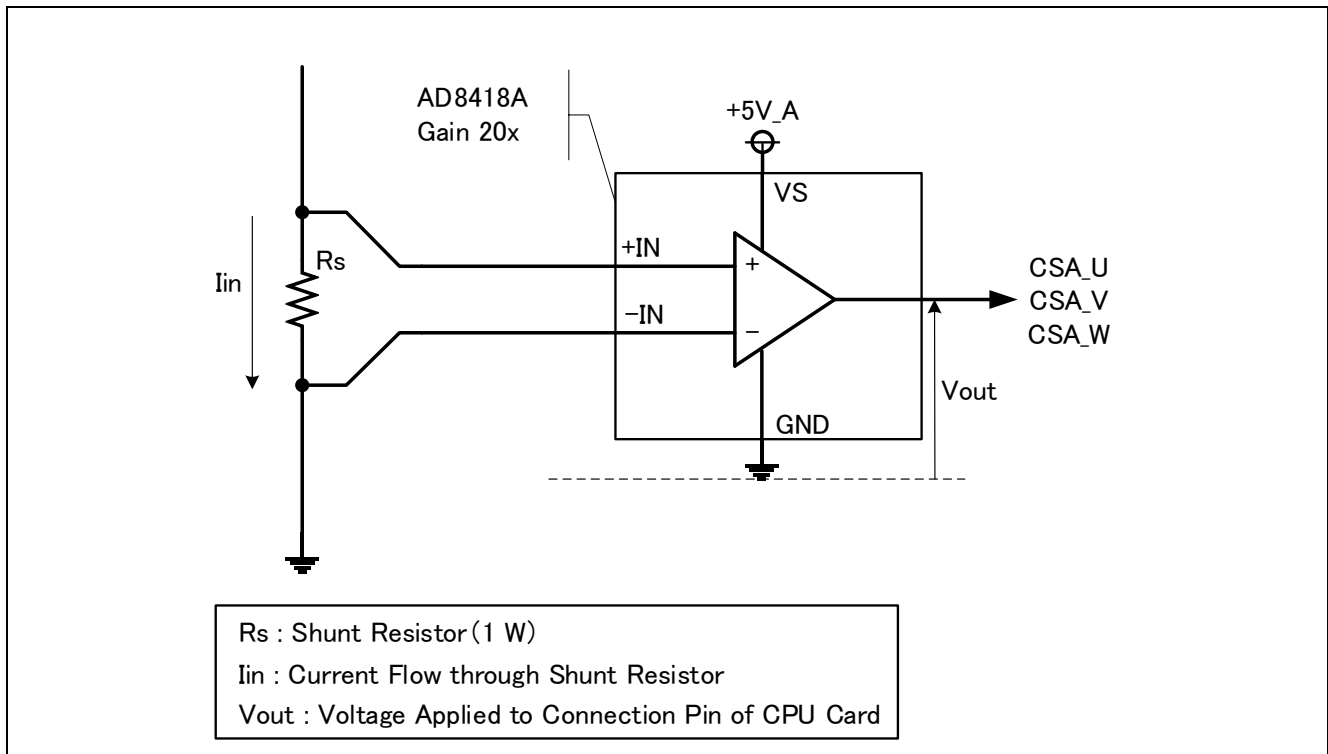 AD8418A
Gain 20x
+5V_A
VS
Rs
+IN
+
Iin
CSA_U
CSA_V
CSA_W
−IN
−
Vout
GND
Rs : Shunt Resistor(1 W)
Iin : Current Flow through Shunt Resistor
Vout : Voltage Applied to Connection Pin of CPU Card